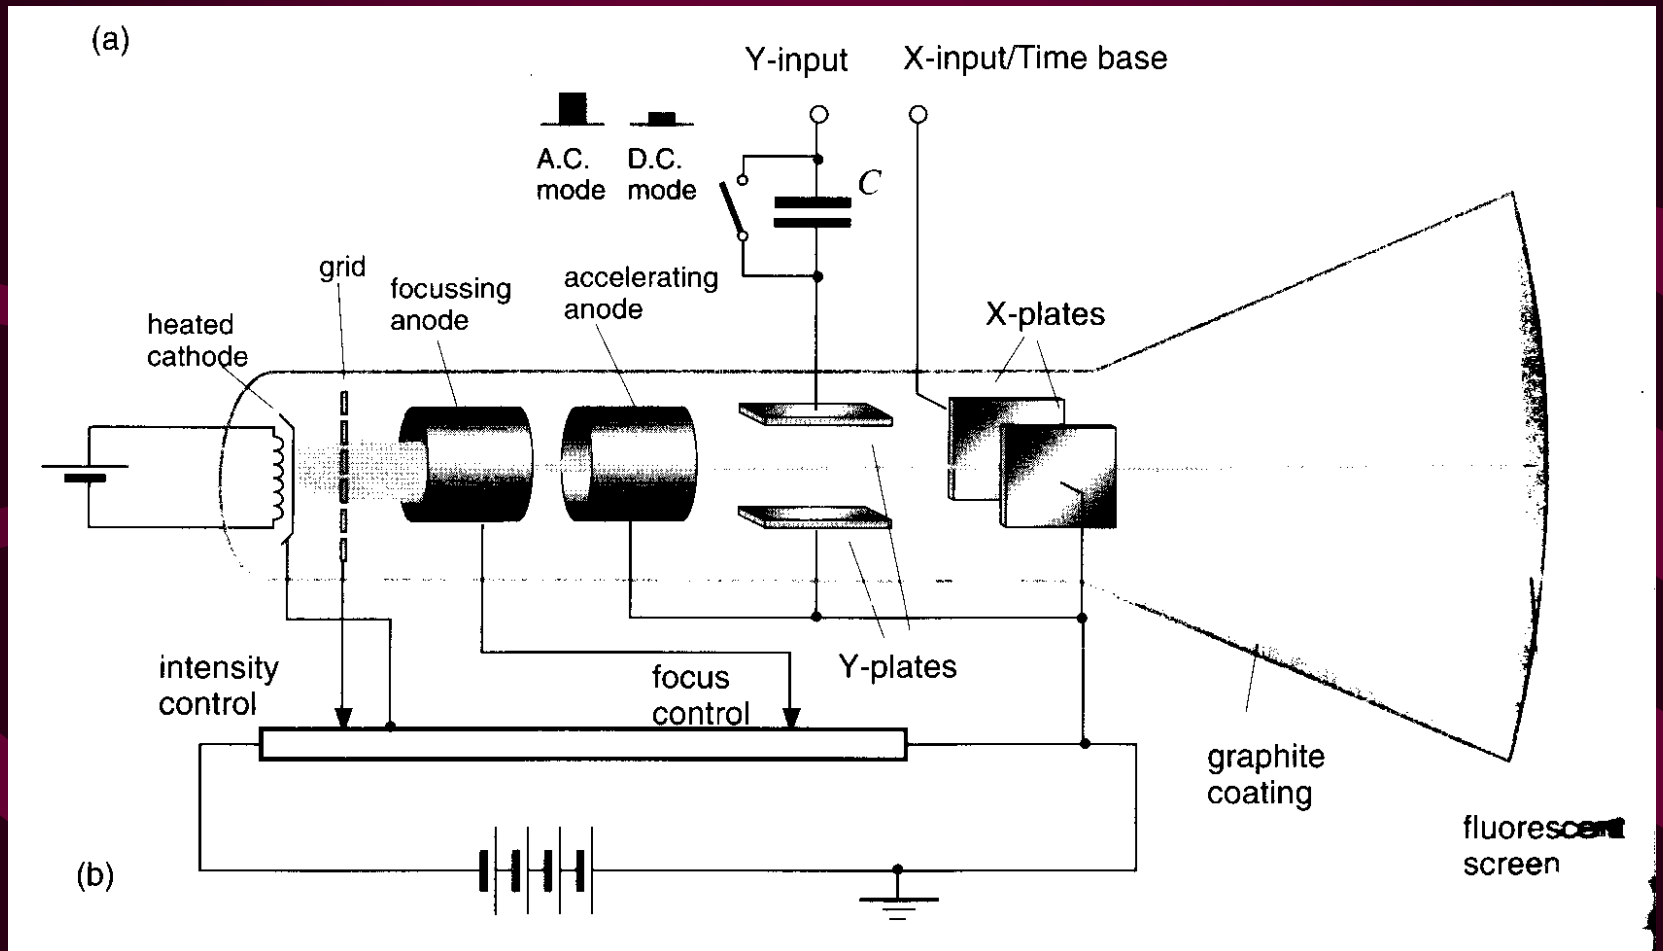 (a)
Y-input
X-input/Time base
A.C.
mode
D.C.
mode
C
grid
focussing
anode
accelerating
anode
heated
cathode
X-plates
intensity
control
focus
control
Y-plates
graphite
coating
fluorescent
screen
(b)